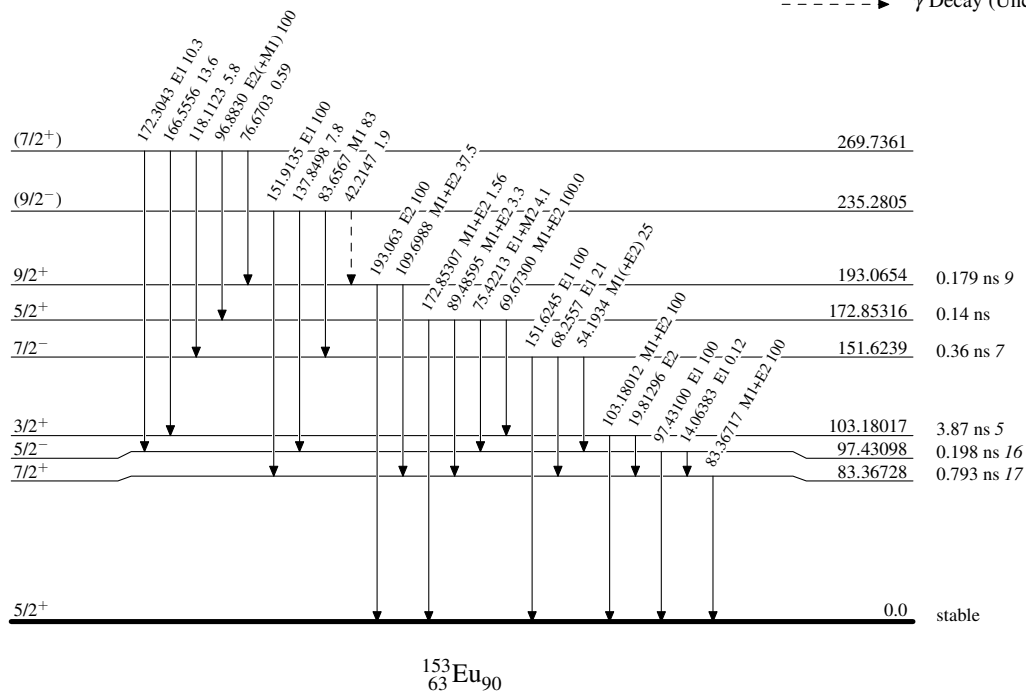 γ Decay (Unc
172.3043 E1 10.3
166.5556 13.6
118.1123 5.8
96.8830 E2(+M1) 100
76.6703 0.59
151.9135 E1 100
137.8498 7.8
83.6567 M1 83
42.2147 1.9
193.063 E2 100
109.6988 M1+E2 37.5
172.85307 M1+E2 1.56
89.48595 M1+E2 3.3
75.42213 E1+M2 4.1
69.67300 M1+E2 100.0
151.6245 E1 100
68.2557 E1 21
54.1934 M1(+E2) 25
103.18012 M1+E2 100
19.81296 E2
97.43100 E1 100
14.06383 E1 0.12
83.36717 M1+E2 100
(7/2⁺) 269.7361
(9/2⁻) 235.2805
9/2⁺ 193.0654 0.179 ns 9
5/2⁺ 172.85316 0.14 ns
7/2⁻ 151.6239 0.36 ns 7
3/2⁺ 103.18017 3.87 ns 5
5/2⁻ 97.43098 0.198 ns 16
7/2⁺ 83.36728 0.793 ns 17
5/2⁺ 0.0 stable
¹⁵³₆₃Eu₉₀